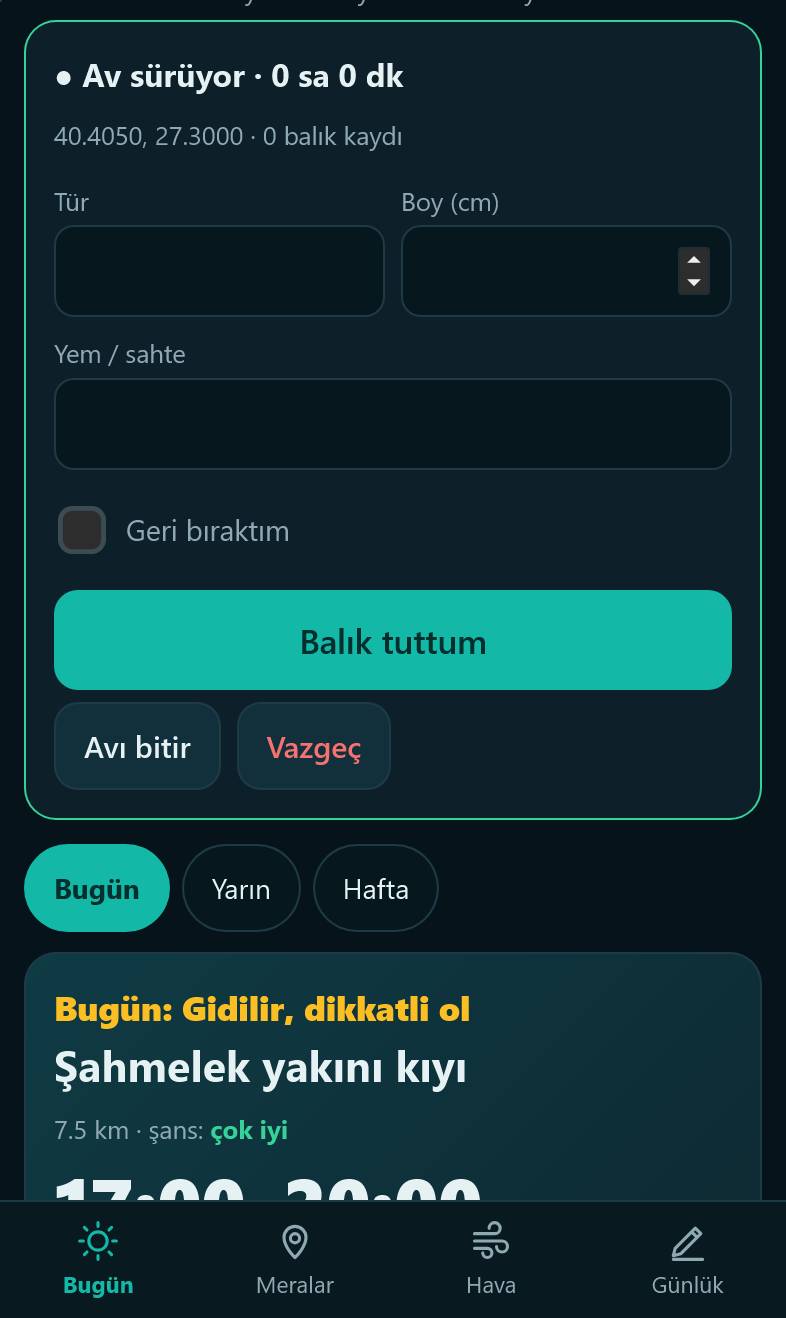 ● Av sürüyor · 0 sa 0 dk
40.4050, 27.3000 · 0 balık kaydı
Tür
Boy (cm)
Yem / sahte
Geri bıraktım
Balık tuttum
Avı bitir
Vazgeç
Bugün
Yarın
Hafta
Bugün: Gidilir, dikkatli ol
Şahmelek yakını kıyı
7.5 km · şans: çok iyi
Bugün
Meralar
Hava
Günlük